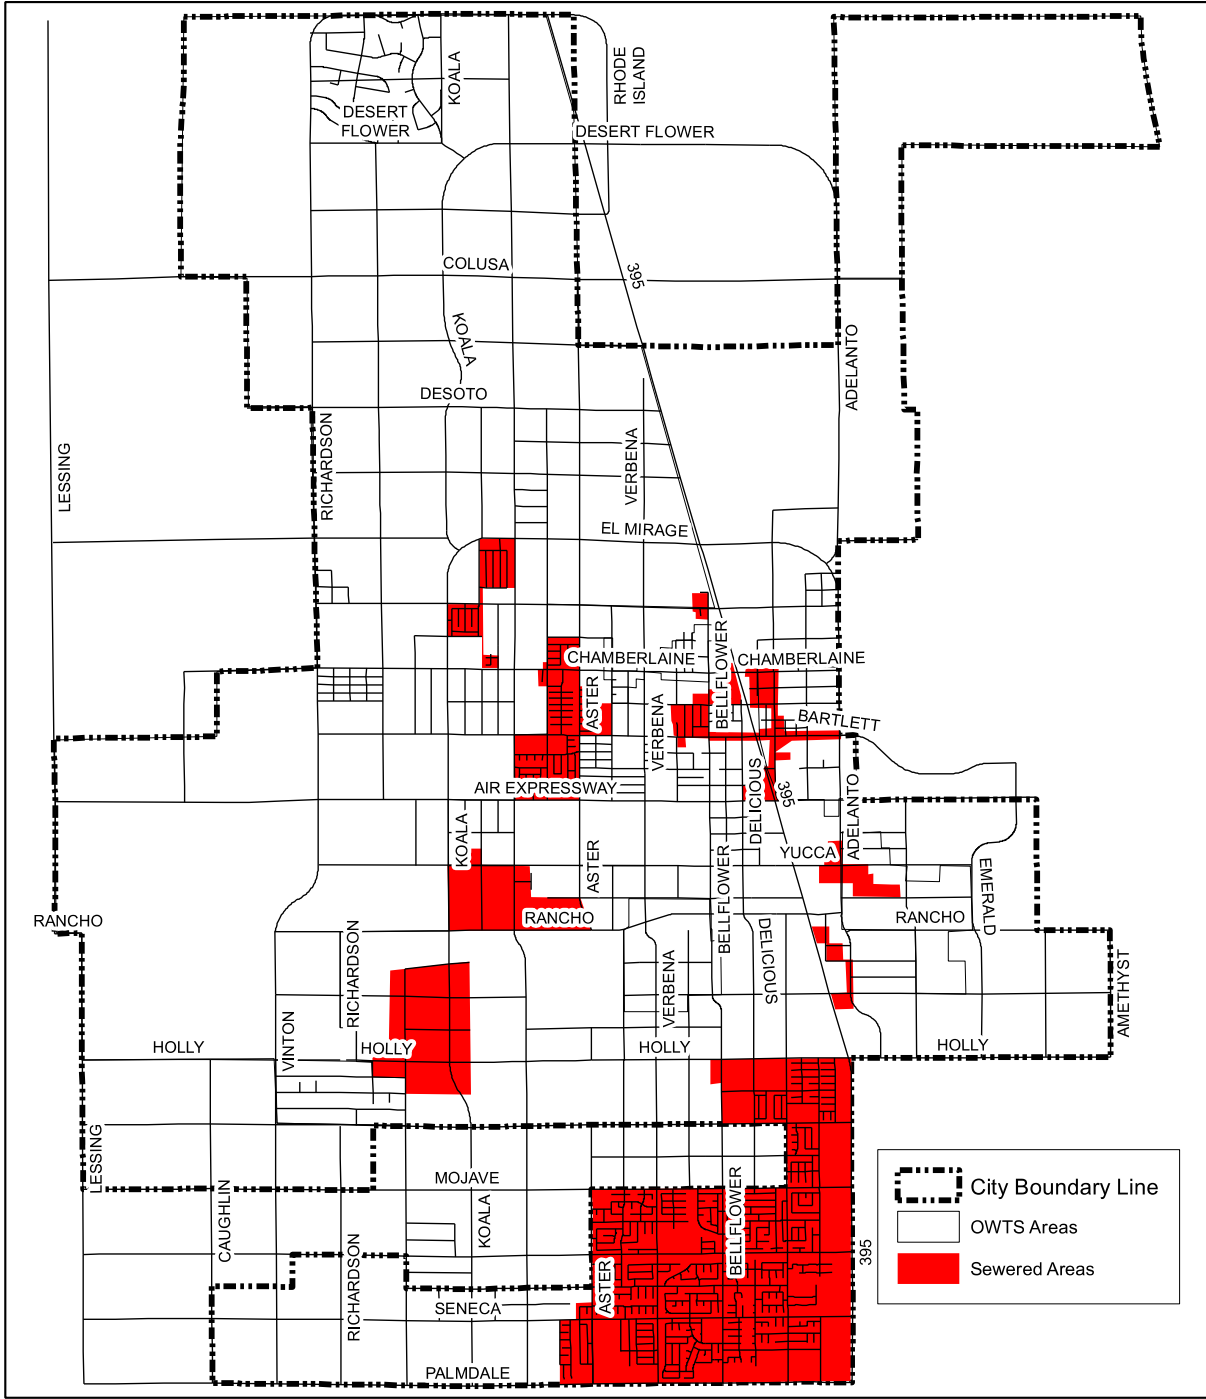 KOALA
RHODE
ISLAND
DESERT
FLOWER
DESERT FLOWER
COLUSA
395
KOALA
ADELANTO
DESOTO
LESSING
RICHARDSON
VERBENA
EL MIRAGE
CHAMBERLAINE
BELLFLOWER
CHAMBERLAINE
ASTER
VERBENA
BARTLETT
AIR EXPRESSWAY
DELICIOUS
395
ADELANTO
KOALA
ASTER
BELLFLOWER
YUCCA
EMERALD
RANCHO
RANCHO
RANCHO
RICHARDSON
VERBENA
DELICIOUS
AMETHYST
VINTON
HOLLY
HOLLY
HOLLY
HOLLY
LESSING
MOJAVE
CAUGHLIN
KOALA
BELLFLOWER
RICHARDSON
ASTER
395
SENECA
PALMDALE
City Boundary Line
OWTS Areas
Sewered Areas